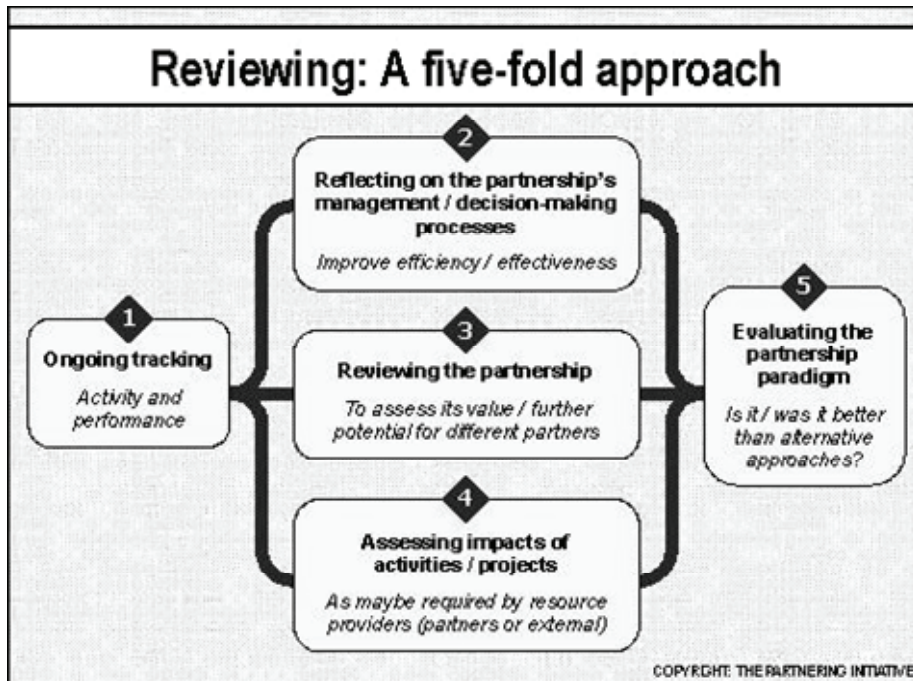 Reviewing: A five-fold approach
1
Ongoing tracking
Activity and
performance
2
Reflecting on the partnership's
management / decision-making
processes
Improve efficiency / effectiveness
3
Reviewing the partnership
To assess its value / further
potential for different partners
4
Assessing impacts of
activities / projects
As maybe required by resource
providers (partners or external)
5
Evaluating the
partnership
paradigm
Is it / was it better
than alternative
approaches?
COPYRIGHT: THE PARTNERING INITIATIVE